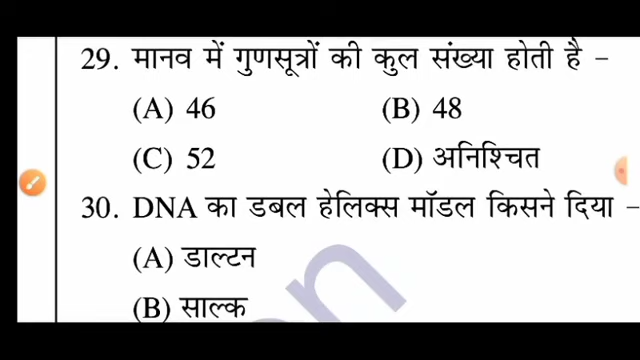 29. मानव में गुणसूत्रों की कुल संख्या होती है –
(A) 46 (B) 48
(C) 52 (D) अनिश्चित
30. DNA का डबल हेलिक्स मॉडल किसने दिया –
(A) डाल्टन
(B) साल्क